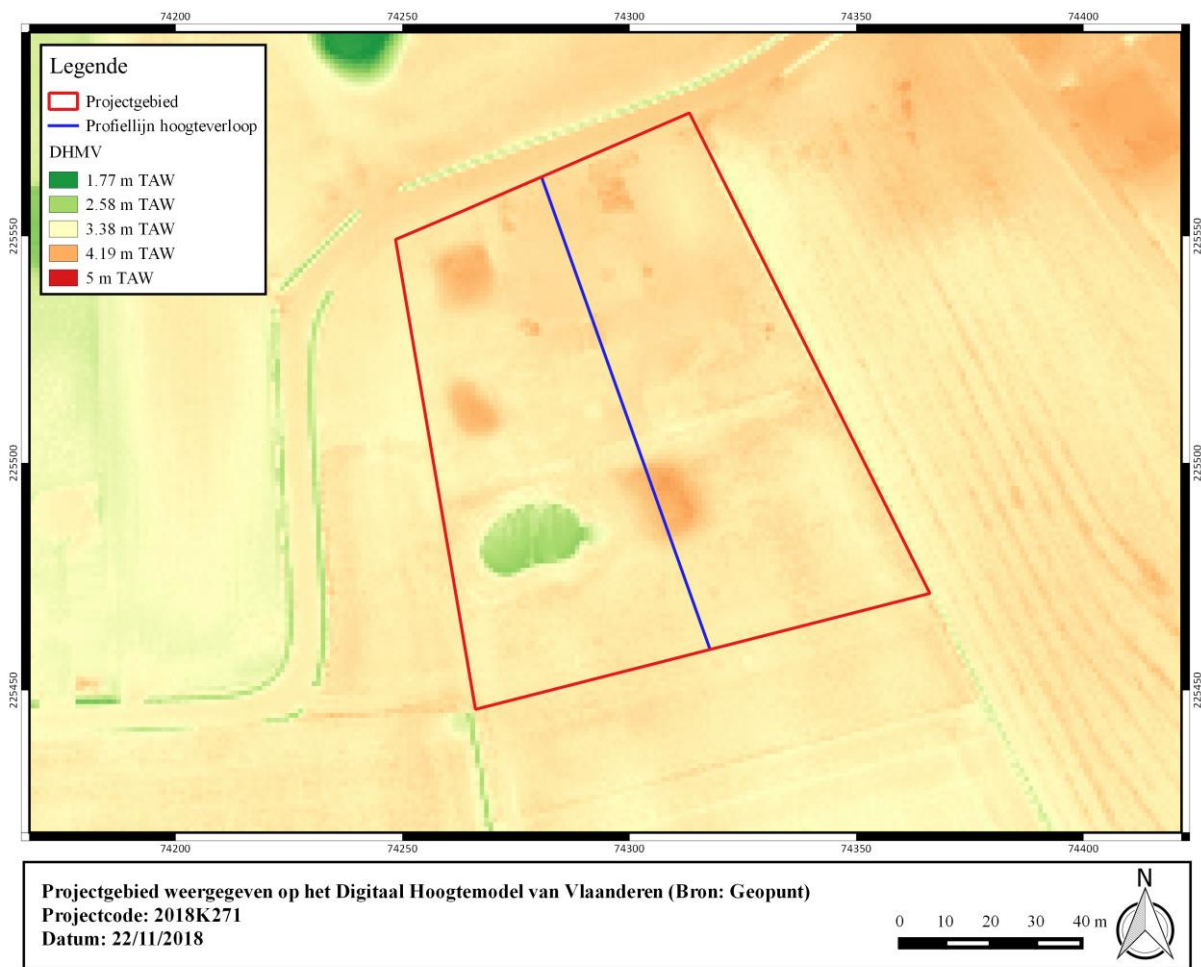 74200 74250 74300 74350 74400
Legende
Projectgebied
Profiellijn hoogteverloop
DHMV
1.77 m TAW
2.58 m TAW
3.38 m TAW
4.19 m TAW
5 m TAW
225550 225550
225500 225500
225450 225450
74200 74250 74300 74350 74400
Projectgebied weergegeven op het Digitaal Hoogtemodel van Vlaanderen (Bron: Geopunt)
Projectcode: 2018K271
Datum: 22/11/2018
0 10 20 30 40 m
N